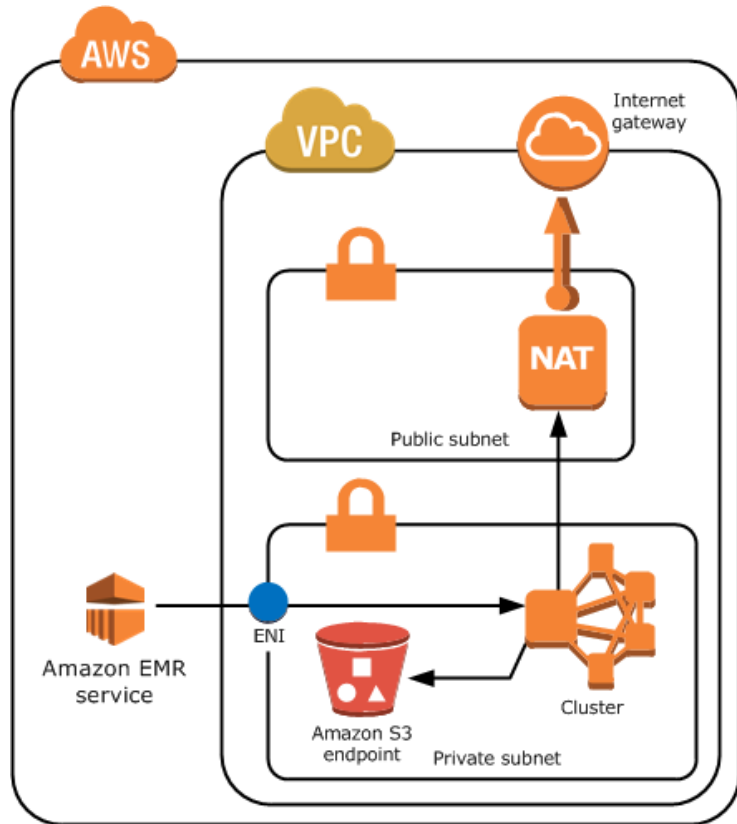 AWS
Internet
gateway
VPC
NAT
Public subnet
ENI
Amazon EMR
service
Cluster
Amazon S3
endpoint
Private subnet